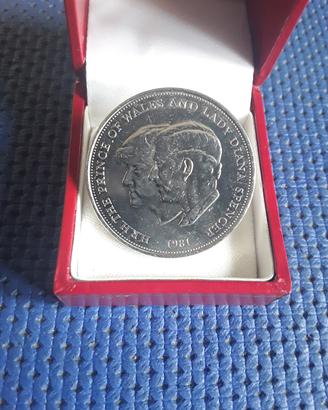 H.R.H. THE PRINCE OF WALES AND LADY DIANA SPENCER
1981